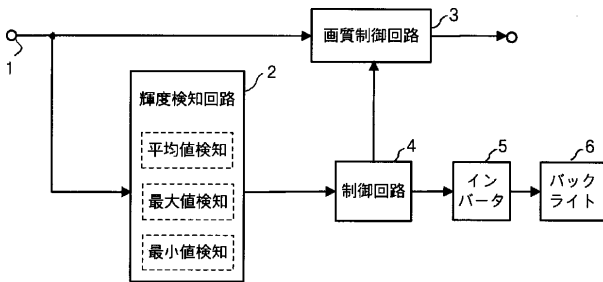 1
画質制御回路
3
輝度検知回路
2
平均値検知
最大値検知
最小値検知
制御回路
4
イン
バータ
5
バック
ライト
6